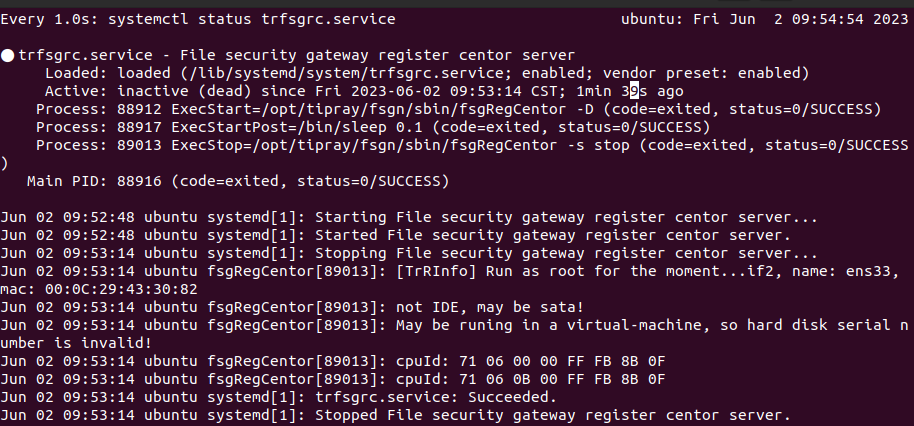 Every 1.0s: systemctl status trfsgrc.service ubuntu: Fri Jun 2 09:54:54 2023
● trfsgrc.service - File security gateway register centor server
Loaded: loaded (/lib/systemd/system/trfsgrc.service; enabled; vendor preset: enabled)
Active: inactive (dead) since Fri 2023-06-02 09:53:14 CST; 1min 39s ago
Process: 88912 ExecStart=/opt/tipray/fsgn/sbin/fsgRegCentor -D (code=exited, status=0/SUCCESS)
Process: 88917 ExecStartPost=/bin/sleep 0.1 (code=exited, status=0/SUCCESS)
Process: 89013 ExecStop=/opt/tipray/fsgn/sbin/fsgRegCentor -s stop (code=exited, status=0/SUCCESS
)
Main PID: 88916 (code=exited, status=0/SUCCESS)
Jun 02 09:52:48 ubuntu systemd[1]: Starting File security gateway register centor server...
Jun 02 09:52:48 ubuntu systemd[1]: Started File security gateway register centor server.
Jun 02 09:53:14 ubuntu systemd[1]: Stopping File security gateway register centor server...
Jun 02 09:53:14 ubuntu fsgRegCentor[89013]: [TrRInfo] Run as root for the moment...if2, name: ens33,
mac: 00:0C:29:43:30:82
Jun 02 09:53:14 ubuntu fsgRegCentor[89013]: not IDE, may be sata!
Jun 02 09:53:14 ubuntu fsgRegCentor[89013]: May be runing in a virtual-machine, so hard disk serial n
umber is invalid!
Jun 02 09:53:14 ubuntu fsgRegCentor[89013]: cpuId: 71 06 00 00 FF FB 8B 0F
Jun 02 09:53:14 ubuntu fsgRegCentor[89013]: cpuId: 71 06 0B 00 FF FB 8B 0F
Jun 02 09:53:14 ubuntu systemd[1]: trfsgrc.service: Succeeded.
Jun 02 09:53:14 ubuntu systemd[1]: Stopped File security gateway register centor server.